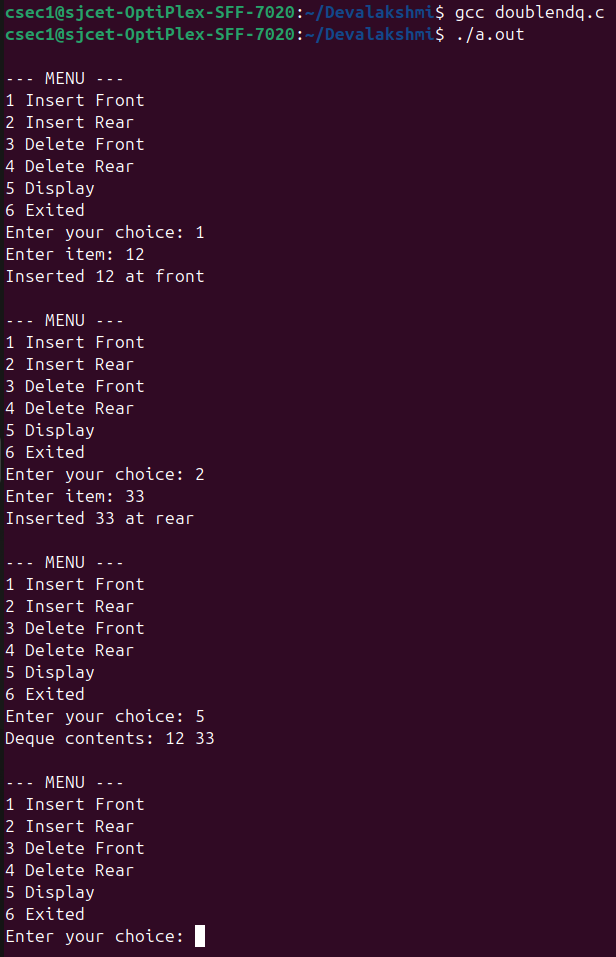 csec1@sjcet-OptiPlex-SFF-7020:~/Devalakshmi$ gcc doublendq.c
csec1@sjcet-OptiPlex-SFF-7020:~/Devalakshmi$ ./a.out
--- MENU ---
1 Insert Front
2 Insert Rear
3 Delete Front
4 Delete Rear
5 Display
6 Exited
Enter your choice: 1
Enter item: 12
Inserted 12 at front
--- MENU ---
1 Insert Front
2 Insert Rear
3 Delete Front
4 Delete Rear
5 Display
6 Exited
Enter your choice: 2
Enter item: 33
Inserted 33 at rear
--- MENU ---
1 Insert Front
2 Insert Rear
3 Delete Front
4 Delete Rear
5 Display
6 Exited
Enter your choice: 5
Deque contents: 12 33
--- MENU ---
1 Insert Front
2 Insert Rear
3 Delete Front
4 Delete Rear
5 Display
6 Exited
Enter your choice: